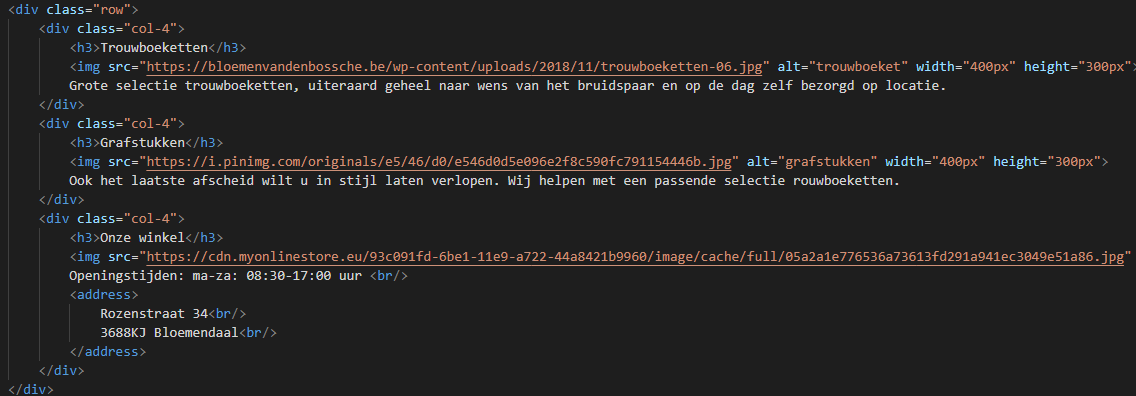 <div class="row">
<div class="col-4">
<h3>Trouwboeketten</h3>
<img src="https://bloemenvandenbossche.be/wp-content/uploads/2018/11/trouwboeketten-06.jpg" alt="trouwboeket" width="400px" height="300px">
Grote selectie trouwboeketten, uiteraard geheel naar wens van het bruidspaar en op de dag zelf bezorgd op locatie.
</div>
<div class="col-4">
<h3>Grafstukken</h3>
<img src="https://i.pinimg.com/originals/e5/46/d0/e546d0d5e096e2f8c590fc791154446b.jpg" alt="grafstukken" width="400px" height="300px">
Ook het laatste afscheid wilt u in stijl laten verlopen. Wij helpen met een passende selectie rouwboeketten.
</div>
<div class="col-4">
<h3>Onze winkel</h3>
<img src="https://cdn.myonlinestore.eu/93c091fd-6be1-11e9-a722-44a8421b9960/image/cache/full/05a2a1e776536a73613fd291a941ec3049e51a86.jpg"
Openingstijden: ma-za: 08:30-17:00 uur <br/>
<address>
Rozenstraat 34<br/>
3688KJ Bloemendaal<br/>
</address>
</div>
</div>